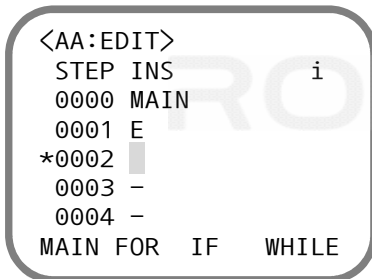 <AA:EDIT>
STEP INS i
0000 MAIN
0001 E
*0002
0003 –
0004 –
MAIN FOR IF WHILE